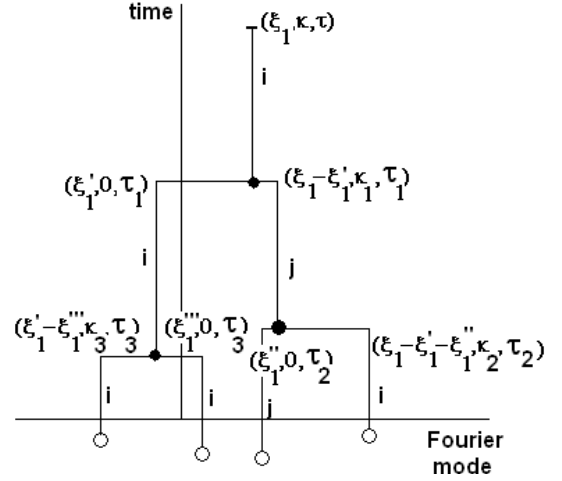 time
(ξ₁,κ,τ)
i
(ξ₁',0,τ₁)
(ξ₁-ξ₁',κ₁,τ₁)
i
j
(ξ₁'-ξ₁''',κ₃,τ₃)
(ξ₁''',0,τ₃)
(ξ₁'',0,τ₂)
(ξ₁-ξ₁'-ξ₁'',κ₂,τ₂)
i
i
j
i
Fourier
mode